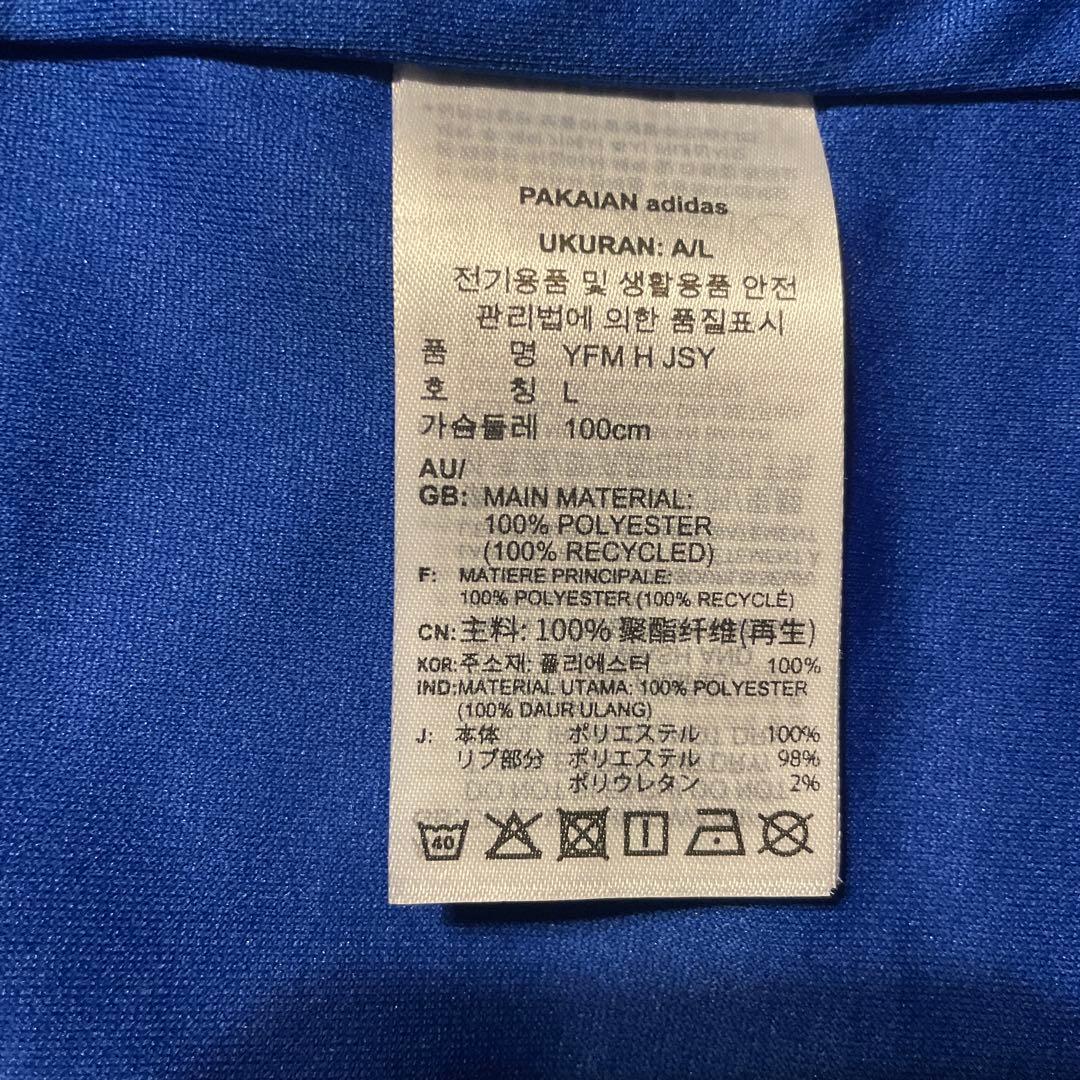 PAKAIAN adidas
UKURAN: A/L
전기용품 및 생활용품 안전
관리법에 의한 품질표시
품 명 YFM H JSY
호 칭 L
가슴둘레 100cm
AU/
GB: MAIN MATERIAL:
100% POLYESTER
(100% RECYCLED)
F: MATIERE PRINCIPALE:
100% POLYESTER (100% RECYCLÉ)
CN: 主料: 100% 聚酯纤维(再生)
KOR: 주소재: 폴리에스터 100%
IND: MATERIAL UTAMA: 100% POLYESTER
(100% DAUR ULANG)
J: 本体 ポリエステル 100%
リブ部分 ポリエステル 98%
ポリウレタン 2%
40